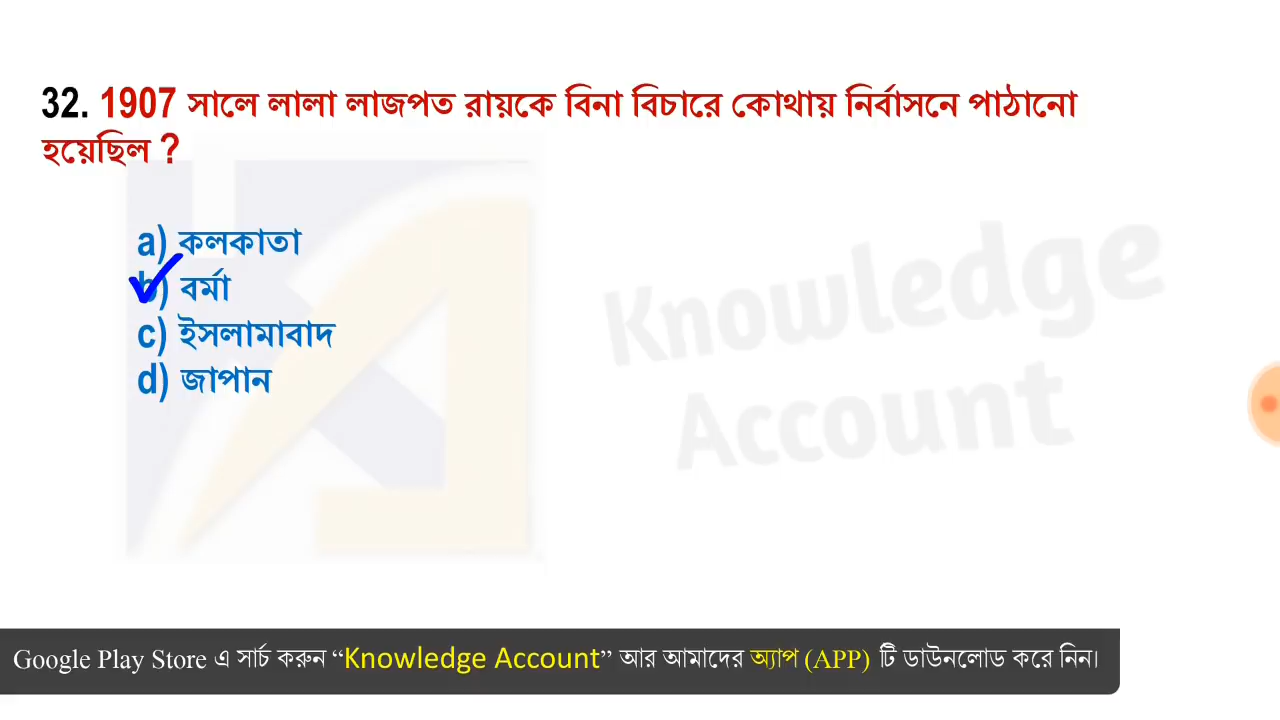 32. 1907 সালে লালা লাজপত রায়কে বিনা বিচারে কোথায় নির্বাসনে পাঠানো
হয়েছিল ?
a) কলকাতা
b) বর্মা
c) ইসলামাবাদ
d) জাপান
Knowledge
Account
Google Play Store এ সার্চ করুন “Knowledge Account” আর আমাদের অ্যাপ (APP) টি ডাউনলোড করে নিন।